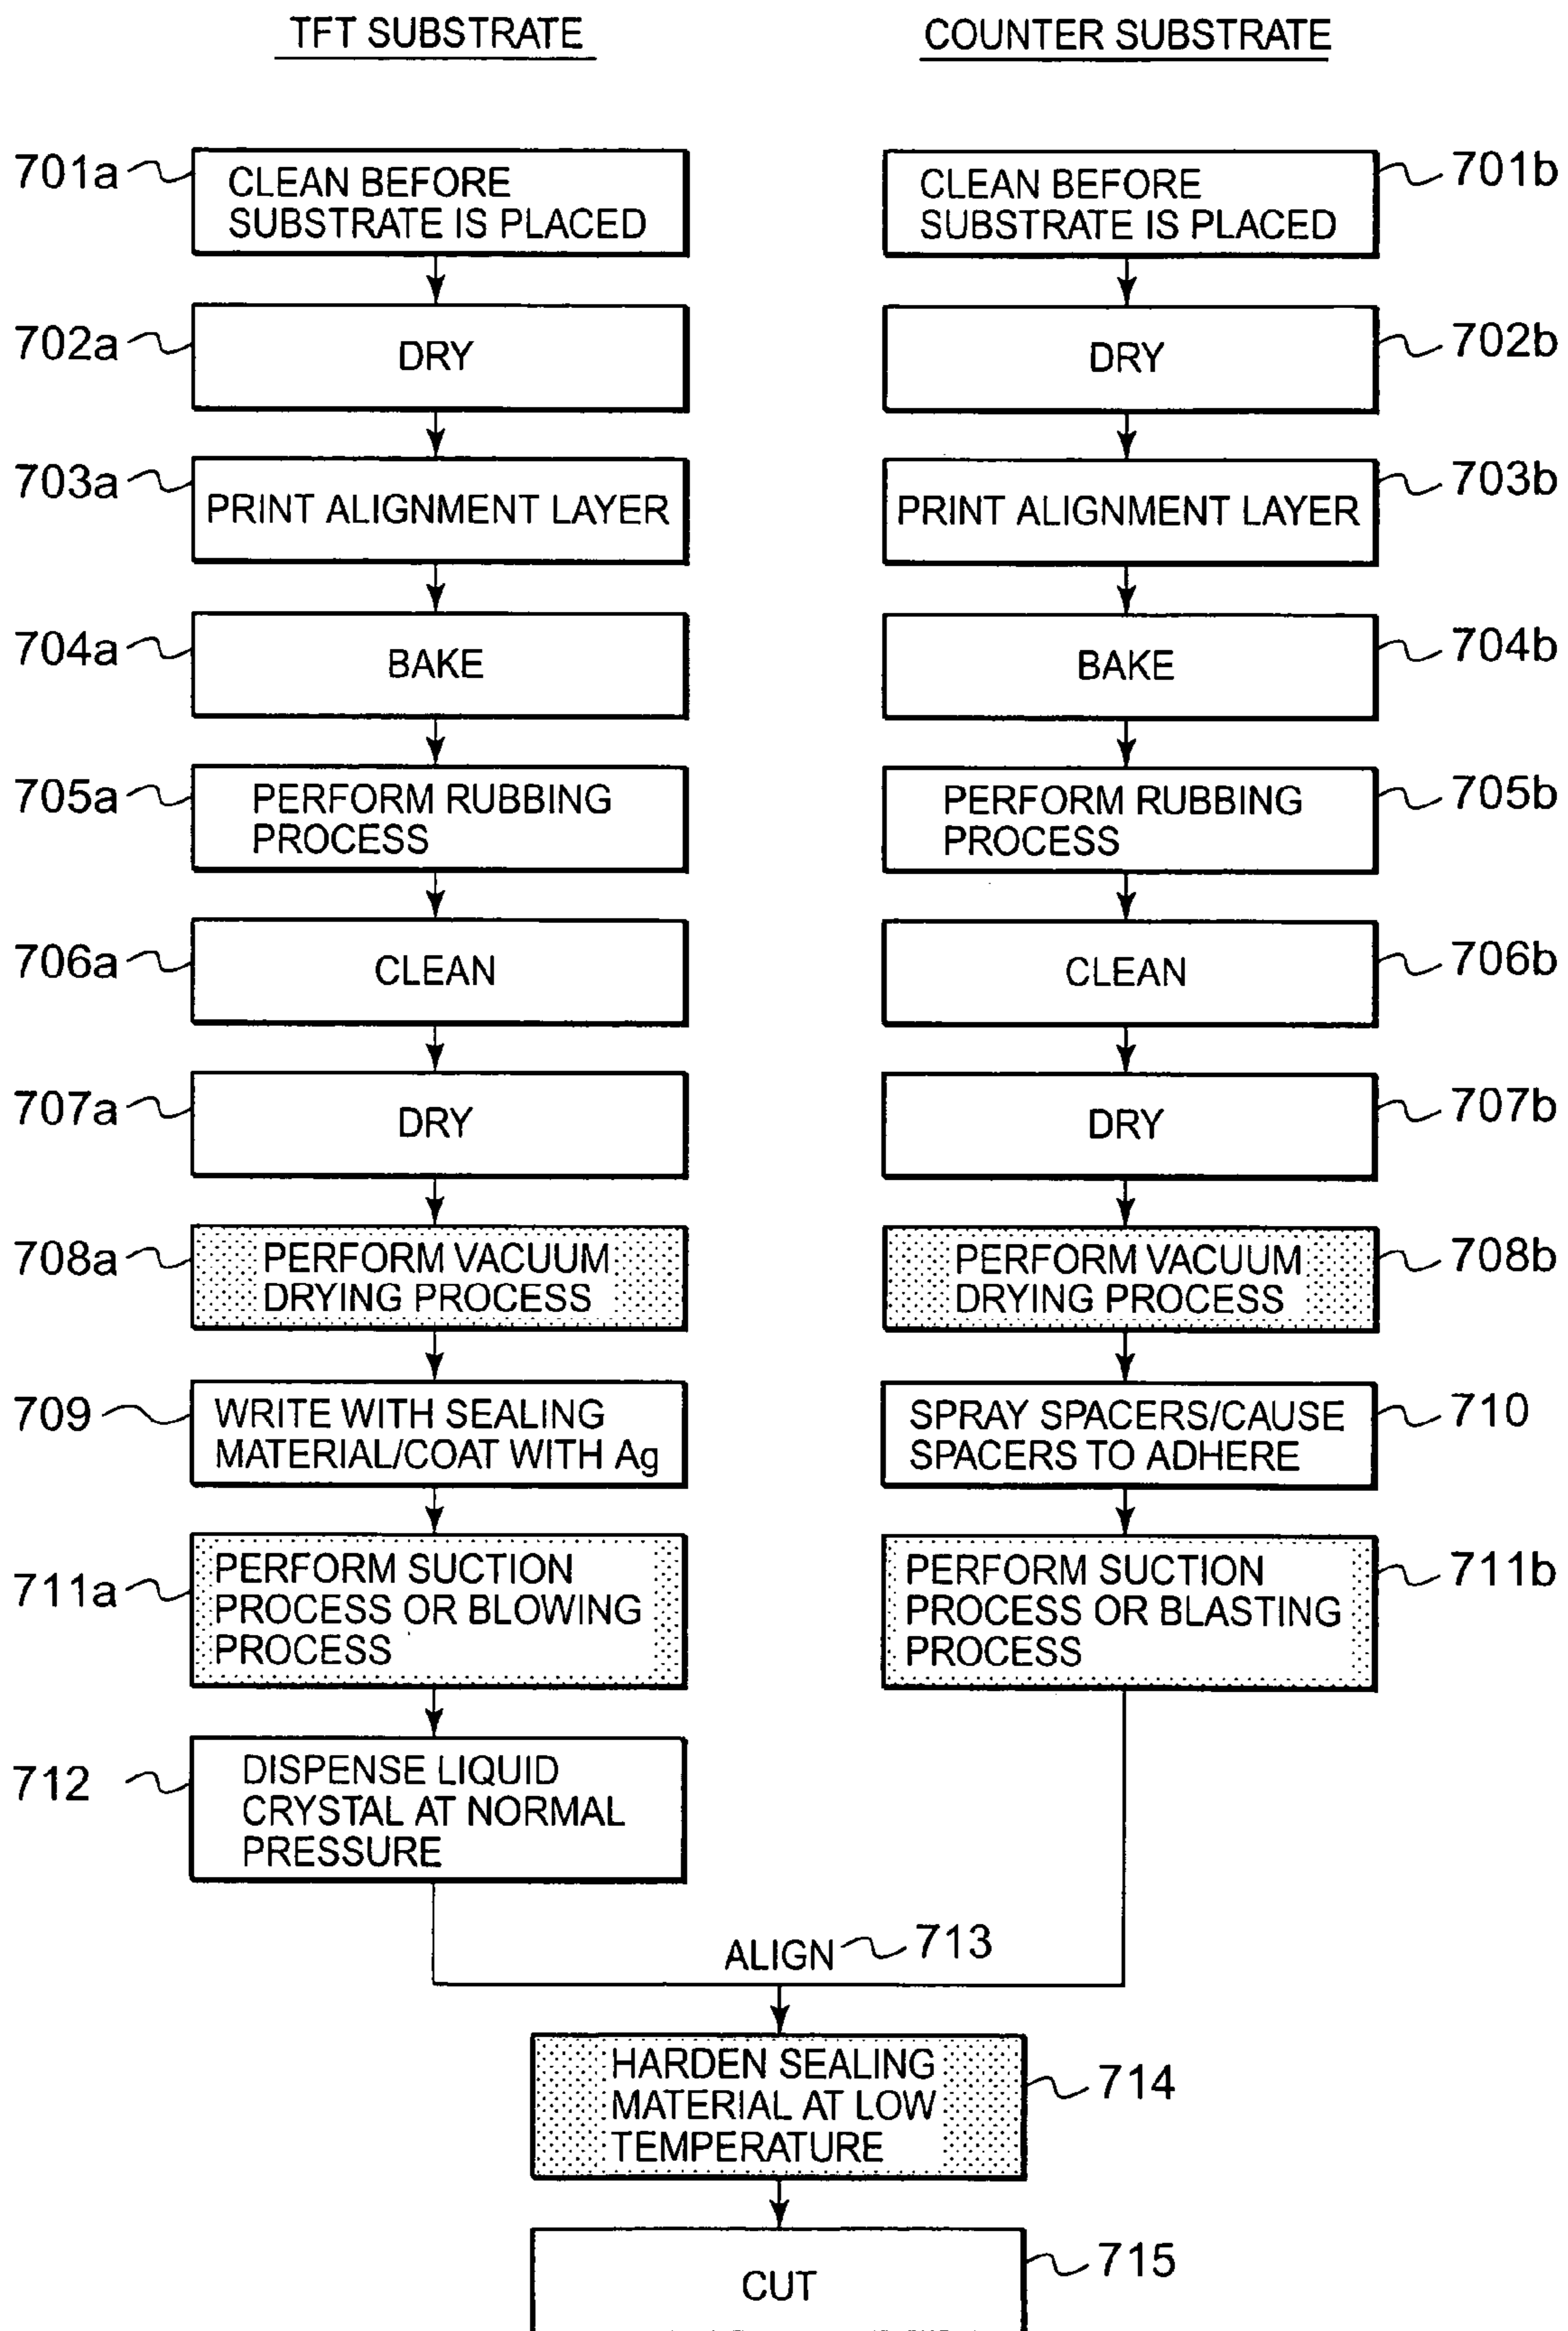 TFT SUBSTRATE
COUNTER SUBSTRATE
701a
CLEAN BEFORE
SUBSTRATE IS PLACED
CLEAN BEFORE
SUBSTRATE IS PLACED
701b
702a
DRY
DRY
702b
703a
PRINT ALIGNMENT LAYER
PRINT ALIGNMENT LAYER
703b
704a
BAKE
BAKE
704b
705a
PERFORM RUBBING
PROCESS
PERFORM RUBBING
PROCESS
705b
706a
CLEAN
CLEAN
706b
707a
DRY
DRY
707b
708a
PERFORM VACUUM
DRYING PROCESS
PERFORM VACUUM
DRYING PROCESS
708b
709
WRITE WITH SEALING
MATERIAL/COAT WITH Ag
SPRAY SPACERS/CAUSE
SPACERS TO ADHERE
710
711a
PERFORM SUCTION
PROCESS OR BLOWING
PROCESS
PERFORM SUCTION
PROCESS OR BLASTING
PROCESS
711b
712
DISPENSE LIQUID
CRYSTAL AT NORMAL
PRESSURE
ALIGN
713
HARDEN SEALING
MATERIAL AT LOW
TEMPERATURE
714
CUT
715